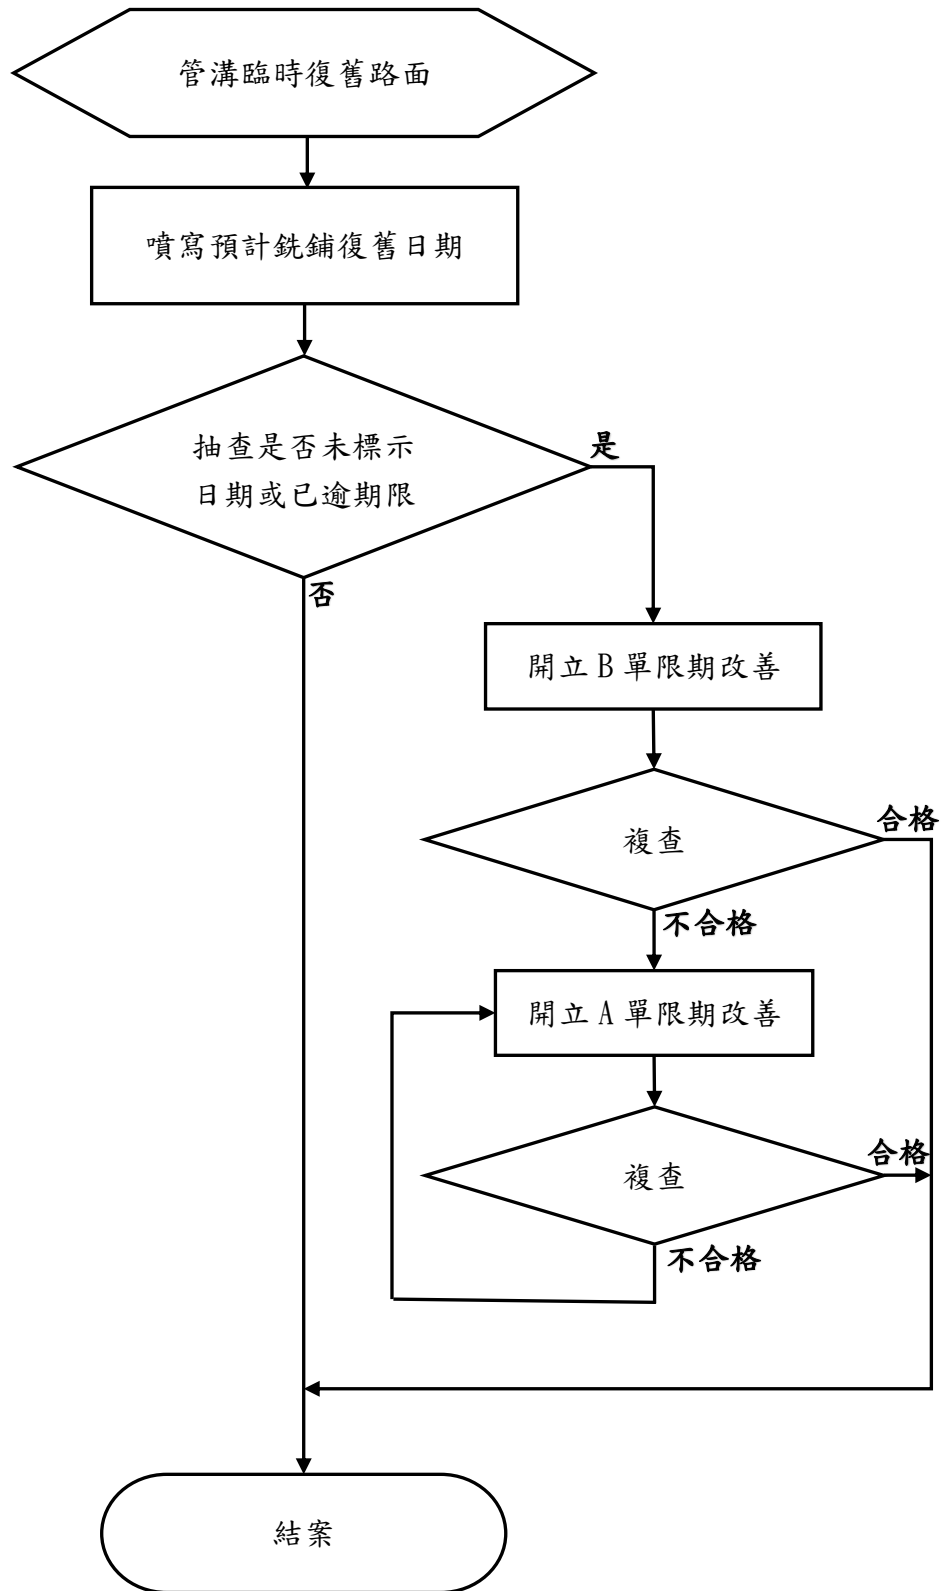 管溝臨時復舊路面
噴寫預計銑鋪復舊日期
抽查是否未標示
日期或已逾期限
是
否
開立 B 單限期改善
複查
合格
不合格
開立 A 單限期改善
複查
合格
不合格
結案